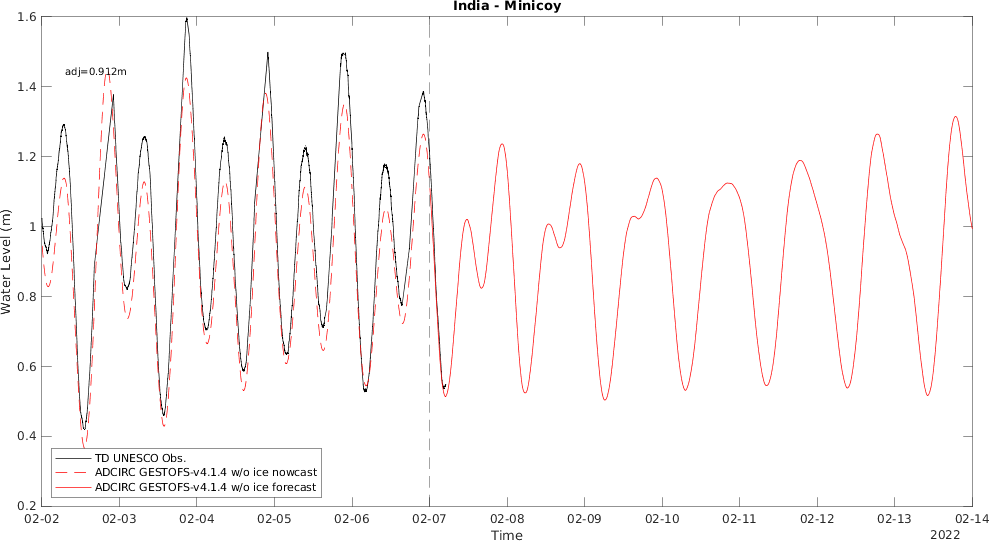 India - Minicoy
1.6
1.4
1.2
1
0.8
0.6
0.4
0.2
Water Level (m)
adj=0.912m
TD UNESCO Obs.
ADCIRC GESTOFS-v4.1.4 w/o ice nowcast
ADCIRC GESTOFS-v4.1.4 w/o ice forecast
02-02 02-03 02-04 02-05 02-06 02-07 02-08 02-09 02-10 02-11 02-12 02-13 02-14
Time
2022